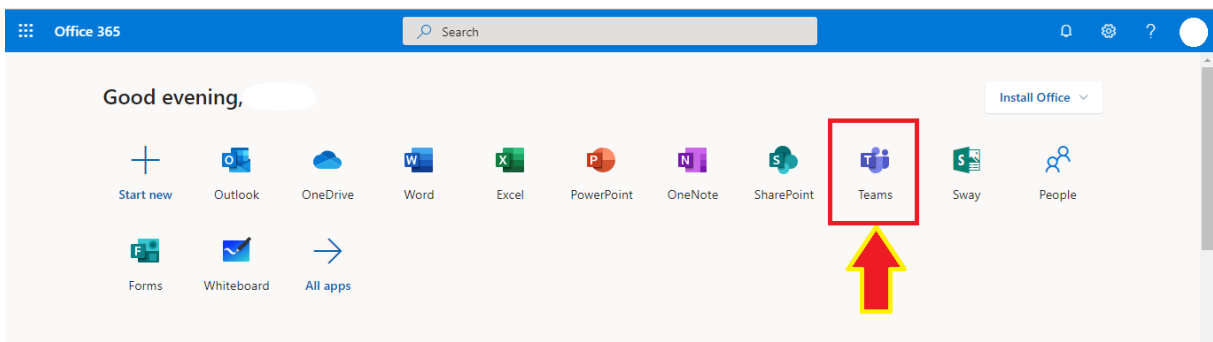 Office 365
Search
?
Good evening,
Install Office
Start new
Outlook
OneDrive
Word
Excel
PowerPoint
OneNote
SharePoint
Teams
Sway
People
Forms
Whiteboard
All apps